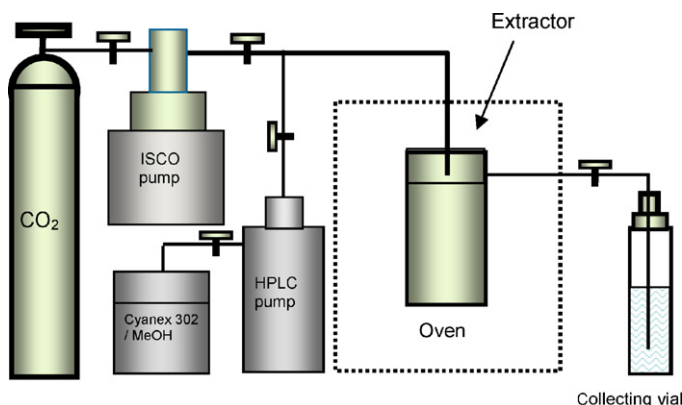 Extractor
ISCO
pump
CO₂
HPLC
pump
Cyanex 302
/ MeOH
Oven
Collecting vial